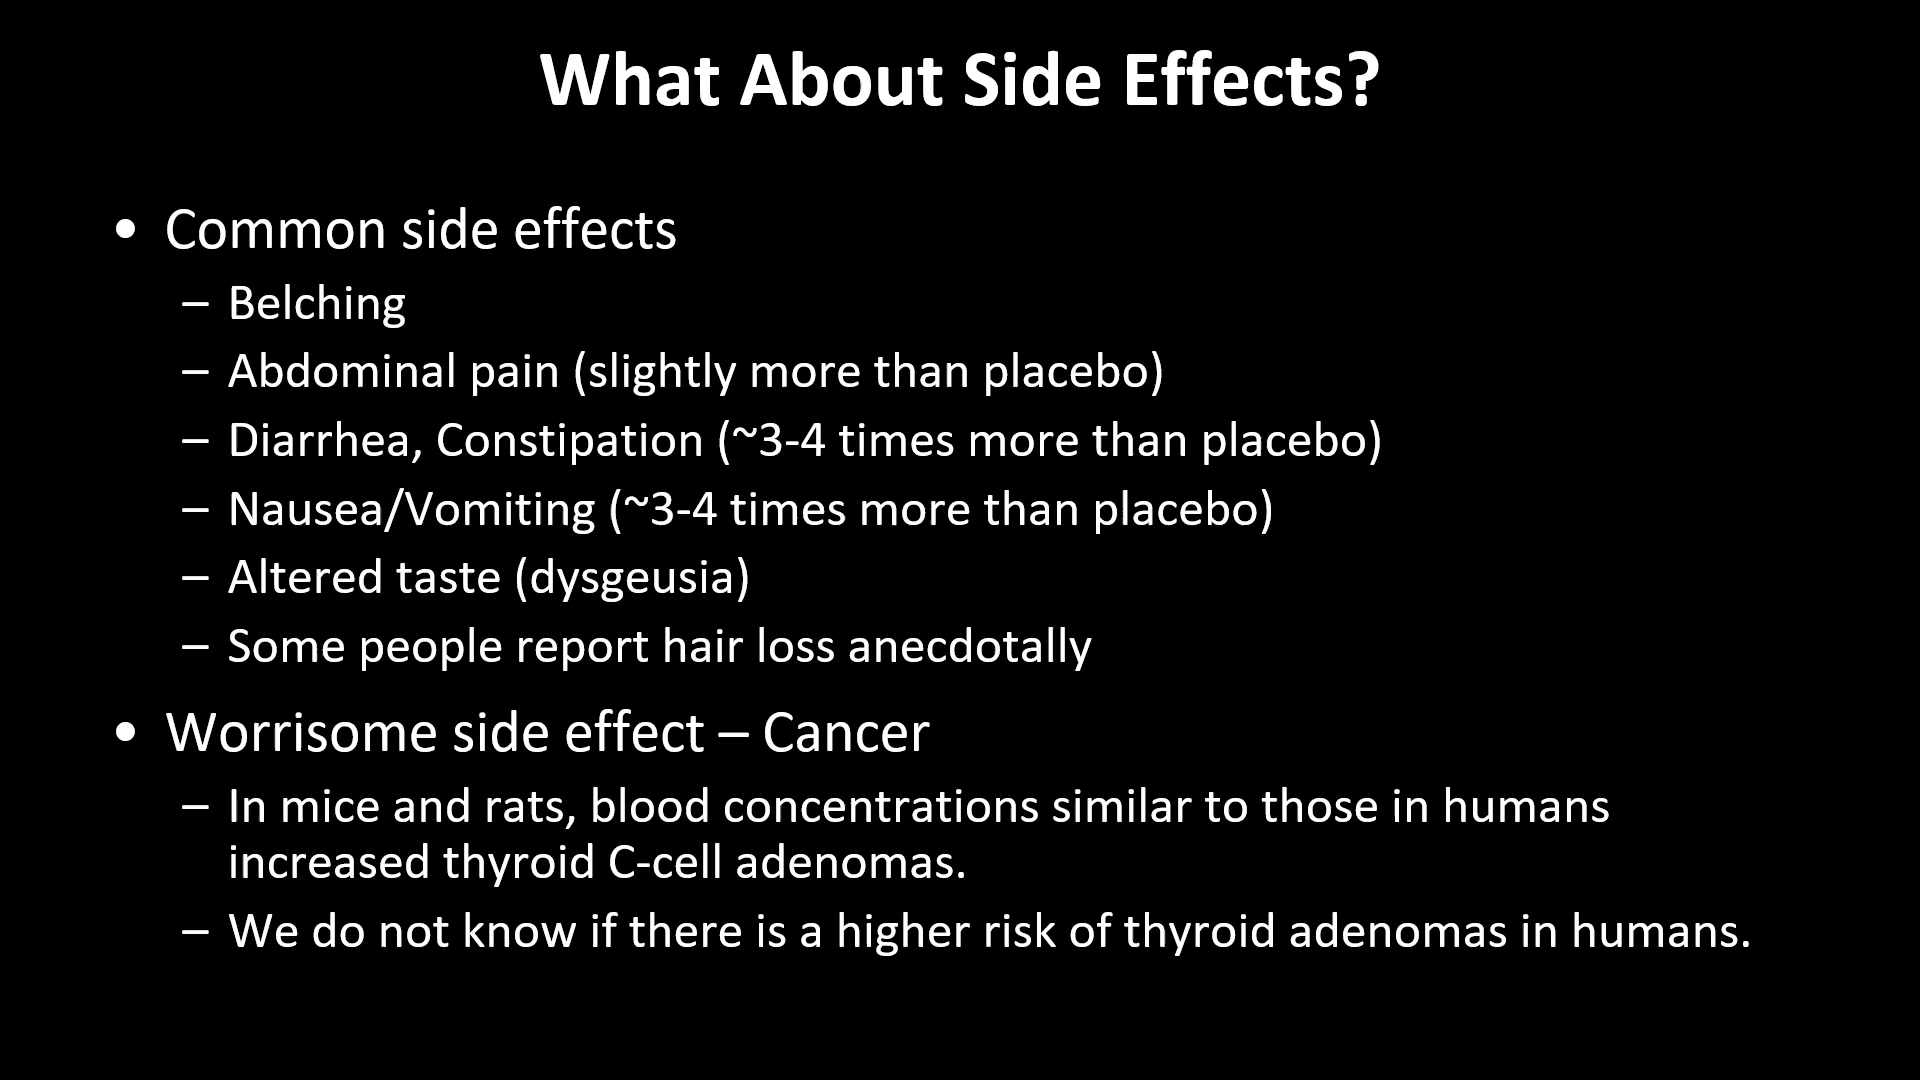 What About Side Effects?
• Common side effects
– Belching
– Abdominal pain (slightly more than placebo)
– Diarrhea, Constipation (~3-4 times more than placebo)
– Nausea/Vomiting (~3-4 times more than placebo)
– Altered taste (dysgeusia)
– Some people report hair loss anecdotally
• Worrisome side effect – Cancer
– In mice and rats, blood concentrations similar to those in humans
increased thyroid C-cell adenomas.
– We do not know if there is a higher risk of thyroid adenomas in humans.